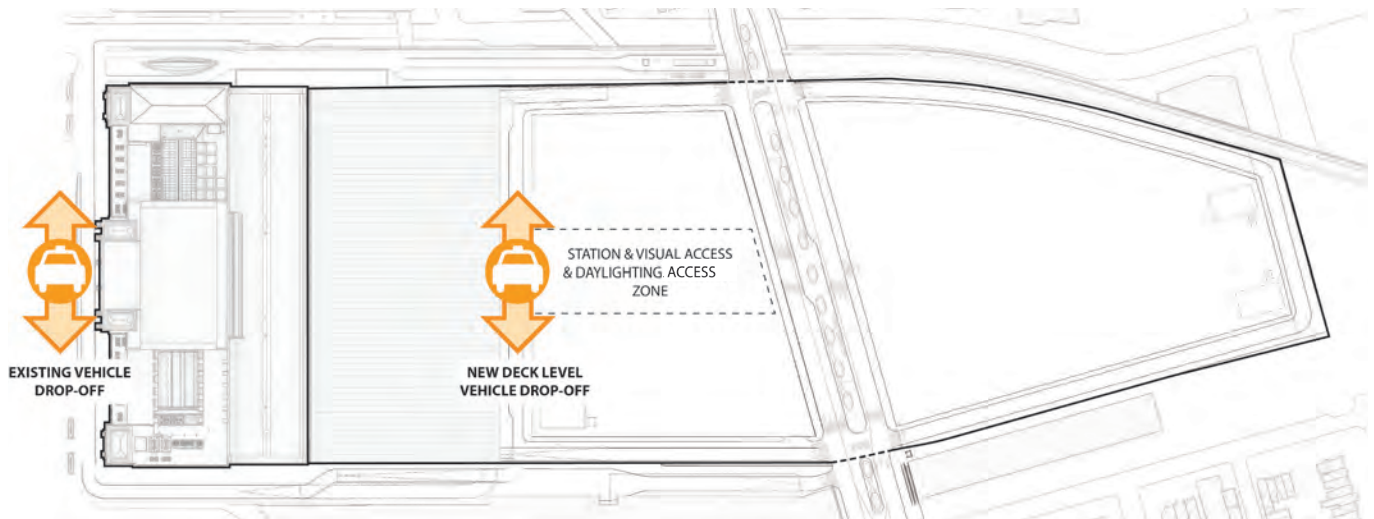 STATION & VISUAL ACCESS
& DAYLIGHTING. ACCESS
ZONE
EXISTING VEHICLE
DROP-OFF
NEW DECK LEVEL
VEHICLE DROP-OFF